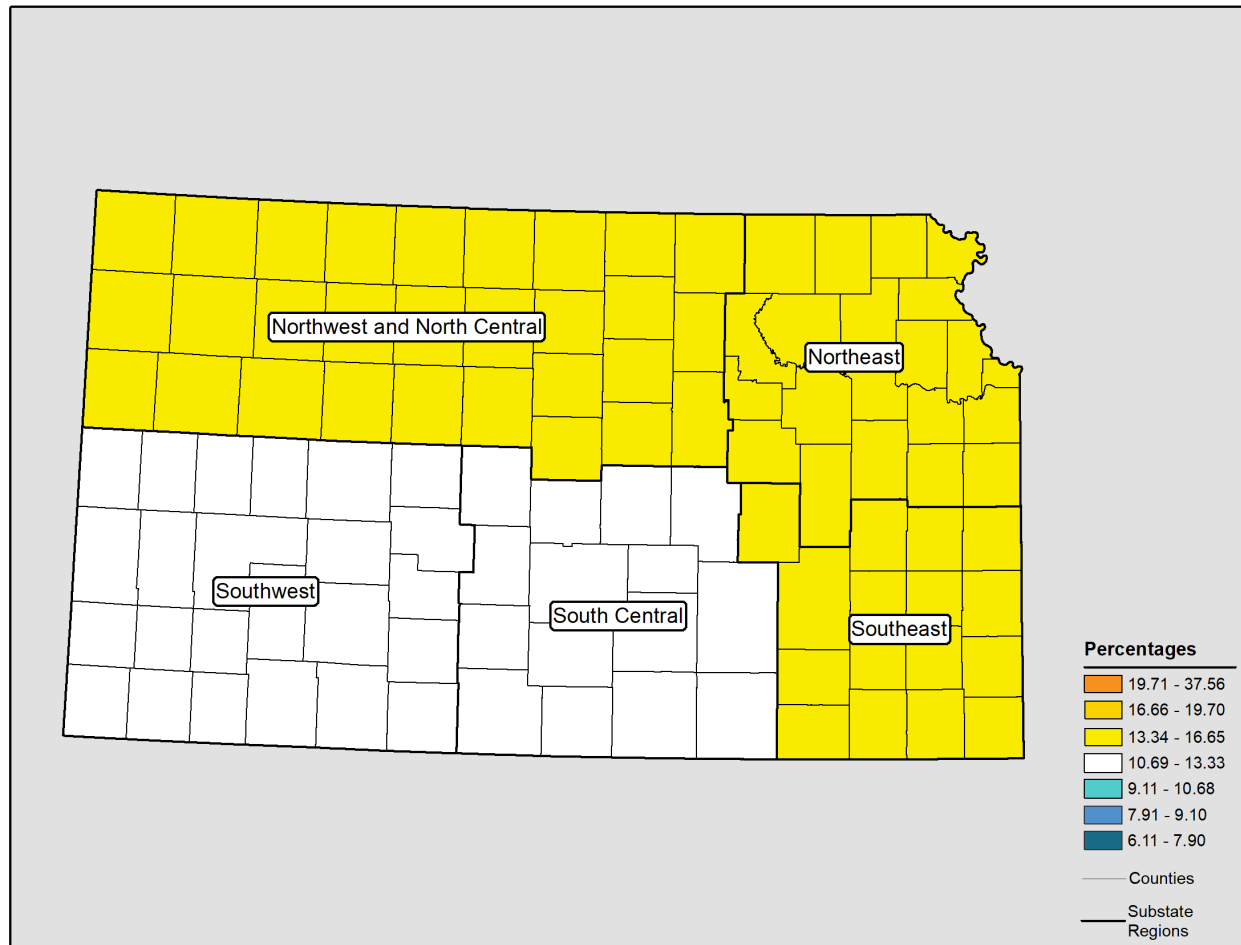 Northwest and North Central
Northeast
Southwest
South Central
Southeast
Percentages
19.71 - 37.56
16.66 - 19.70
13.34 - 16.65
10.69 - 13.33
9.11 - 10.68
7.91 - 9.10
6.11 - 7.90
Counties
Substate
Regions